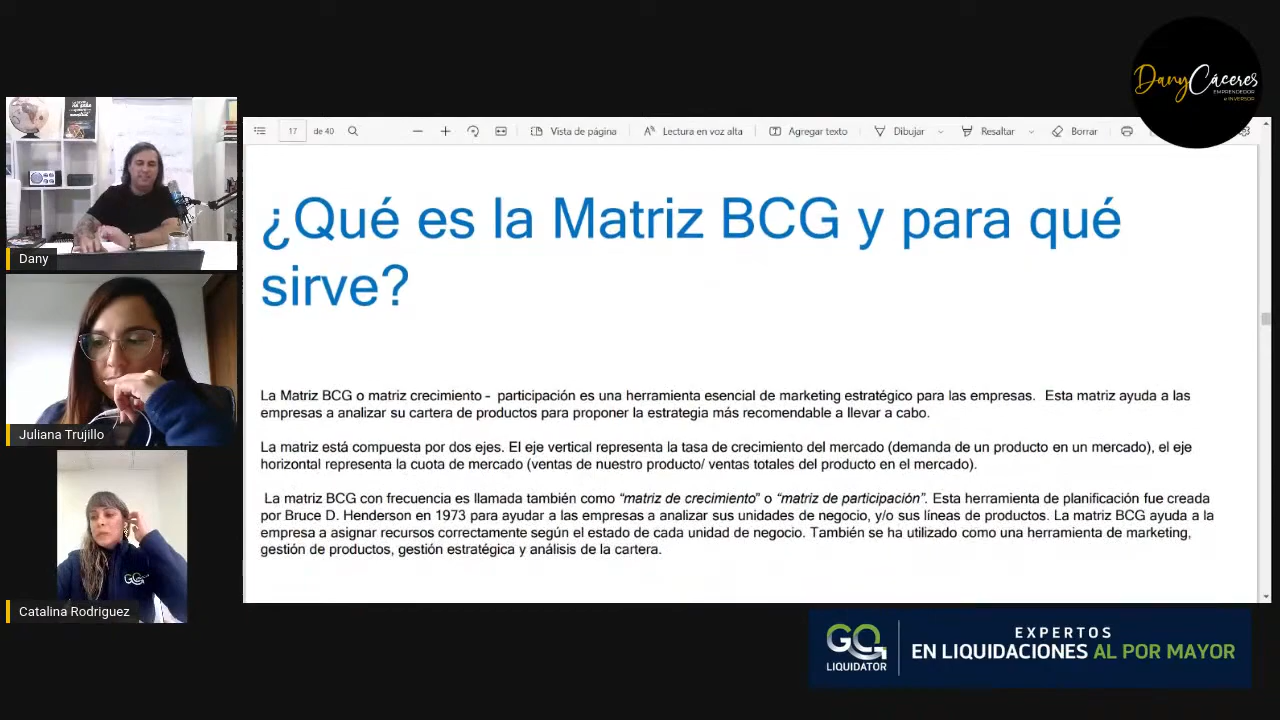 Dany Cáceres
EMPRENDEDOR
e INVERSOR
17 de 40 Vista de página Lectura en voz alta Agregar texto Dibujar Resaltar Borrar
¿Qué es la Matriz BCG y para qué
sirve?
La Matriz BCG o matriz crecimiento - participación es una herramienta esencial de marketing estratégico para las empresas. Esta matriz ayuda a las
empresas a analizar su cartera de productos para proponer la estrategia más recomendable a llevar a cabo.
La matriz está compuesta por dos ejes. El eje vertical representa la tasa de crecimiento del mercado (demanda de un producto en un mercado), el eje
horizontal representa la cuota de mercado (ventas de nuestro producto/ ventas totales del producto en el mercado).
La matriz BCG con frecuencia es llamada también como “matriz de crecimiento” o “matriz de participación”. Esta herramienta de planificación fue creada
por Bruce D. Henderson en 1973 para ayudar a las empresas a analizar sus unidades de negocio, y/o sus líneas de productos. La matriz BCG ayuda a la
empresa a asignar recursos correctamente según el estado de cada unidad de negocio. También se ha utilizado como una herramienta de marketing,
gestión de productos, gestión estratégica y análisis de la cartera.
Dany
Juliana Trujillo
Catalina Rodriguez
GQ
LIQUIDATOR
EXPERTOS
EN LIQUIDACIONES AL POR MAYOR